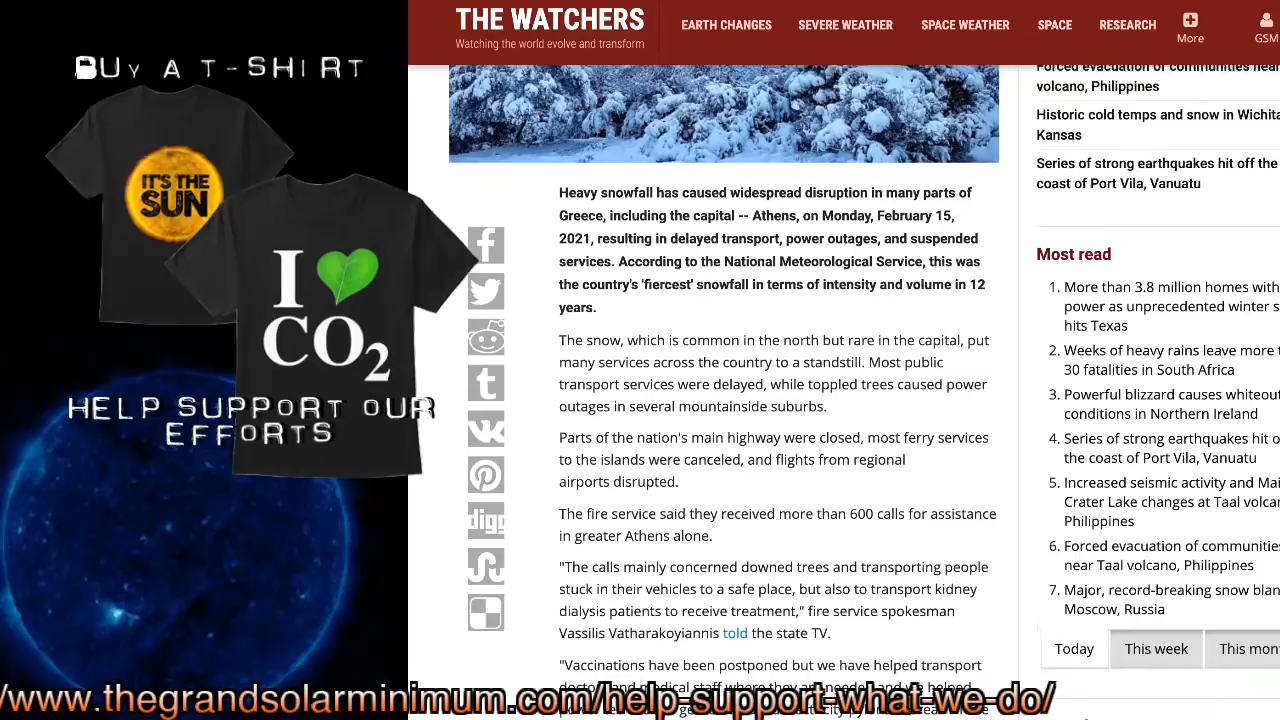 BUY A T-SHIRT
IT'S THE
SUN
I
CO2
HELP SUPPORT OUR
EFFORTS
THE WATCHERS
Watching the world evolve and transform
EARTH CHANGES
SEVERE WEATHER
SPACE WEATHER
SPACE
RESEARCH
More
GSM
Heavy snowfall has caused widespread disruption in many parts of
Greece, including the capital -- Athens, on Monday, February 15,
2021, resulting in delayed transport, power outages, and suspended
services. According to the National Meteorological Service, this was
the country's 'fiercest' snowfall in terms of intensity and volume in 12
years.
The snow, which is common in the north but rare in the capital, put
many services across the country to a standstill. Most public
transport services were delayed, while toppled trees caused power
outages in several mountainside suburbs.
Parts of the nation's main highway were closed, most ferry services
to the islands were canceled, and flights from regional
airports disrupted.
The fire service said they received more than 600 calls for assistance
in greater Athens alone.
"The calls mainly concerned downed trees and transporting people
stuck in their vehicles to a safe place, but also to transport kidney
dialysis patients to receive treatment," fire service spokesman
Vassilis Vatharakoyiannis told the state TV.
"Vaccinations have been postponed but we have helped transport
digg
Forced evacuation of communities near
volcano, Philippines
Historic cold temps and snow in Wichita
Kansas
Series of strong earthquakes hit off the
coast of Port Vila, Vanuatu
Most read
1. More than 3.8 million homes with
power as unprecedented winter s
hits Texas
2. Weeks of heavy rains leave more t
30 fatalities in South Africa
3. Powerful blizzard causes whiteout
conditions in Northern Ireland
4. Series of strong earthquakes hit o
the coast of Port Vila, Vanuatu
5. Increased seismic activity and Mai
Crater Lake changes at Taal volcan
Philippines
6. Forced evacuation of communitie
near Taal volcano, Philippines
7. Major, record-breaking snow blan
Moscow, Russia
Today
This week
This mon
/www.thegrandsolarminimum.com/help-support-what-we-do/